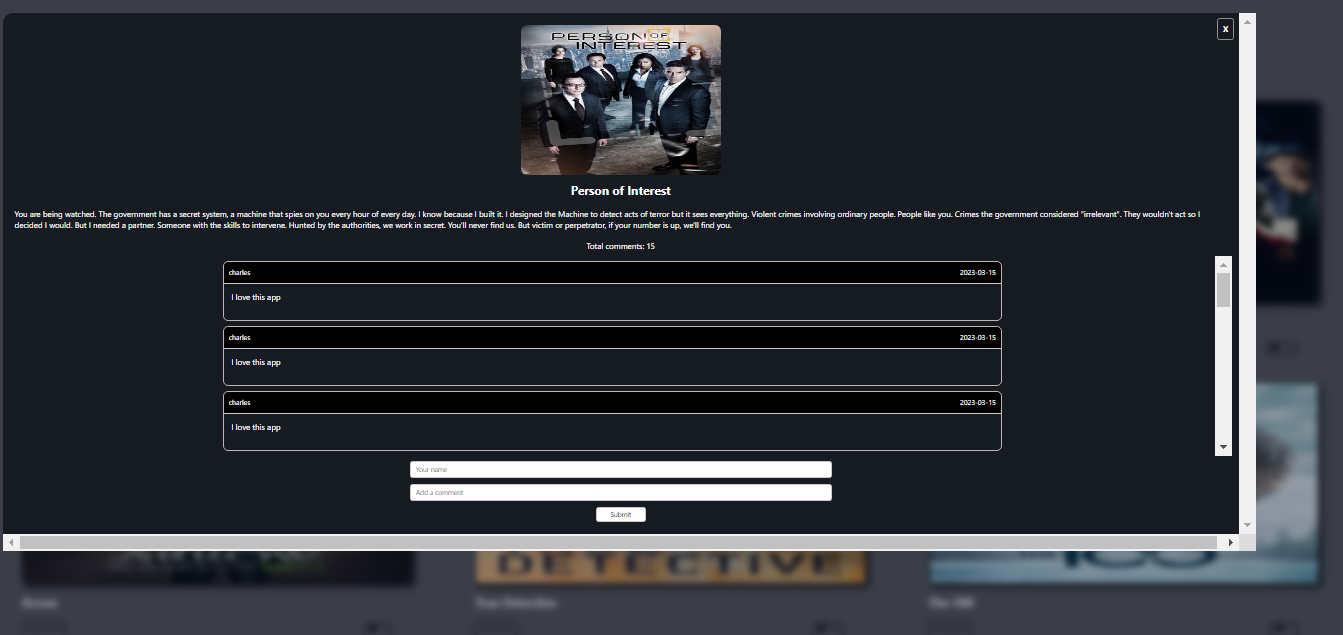 x
PERSON OF
INTEREST
Person of Interest
You are being watched. The government has a secret system, a machine that spies on you every hour of every day. I know because I built it. I designed the Machine to detect acts of terror but it sees everything. Violent crimes involving ordinary people. People like you. Crimes the government considered "irrelevant". They wouldn't act so I
decided I would. But I needed a partner. Someone with the skills to intervene. Hunted by the authorities, we work in secret. You'll never find us. But victim or perpetrator, if your number is up, we'll find you.
Total comments: 15
charles 2023-03-15
I love this app
charles 2023-03-15
I love this app
charles 2023-03-15
I love this app
Your name
Add a comment
Submit
DETECTIVE
True Detective
The 100